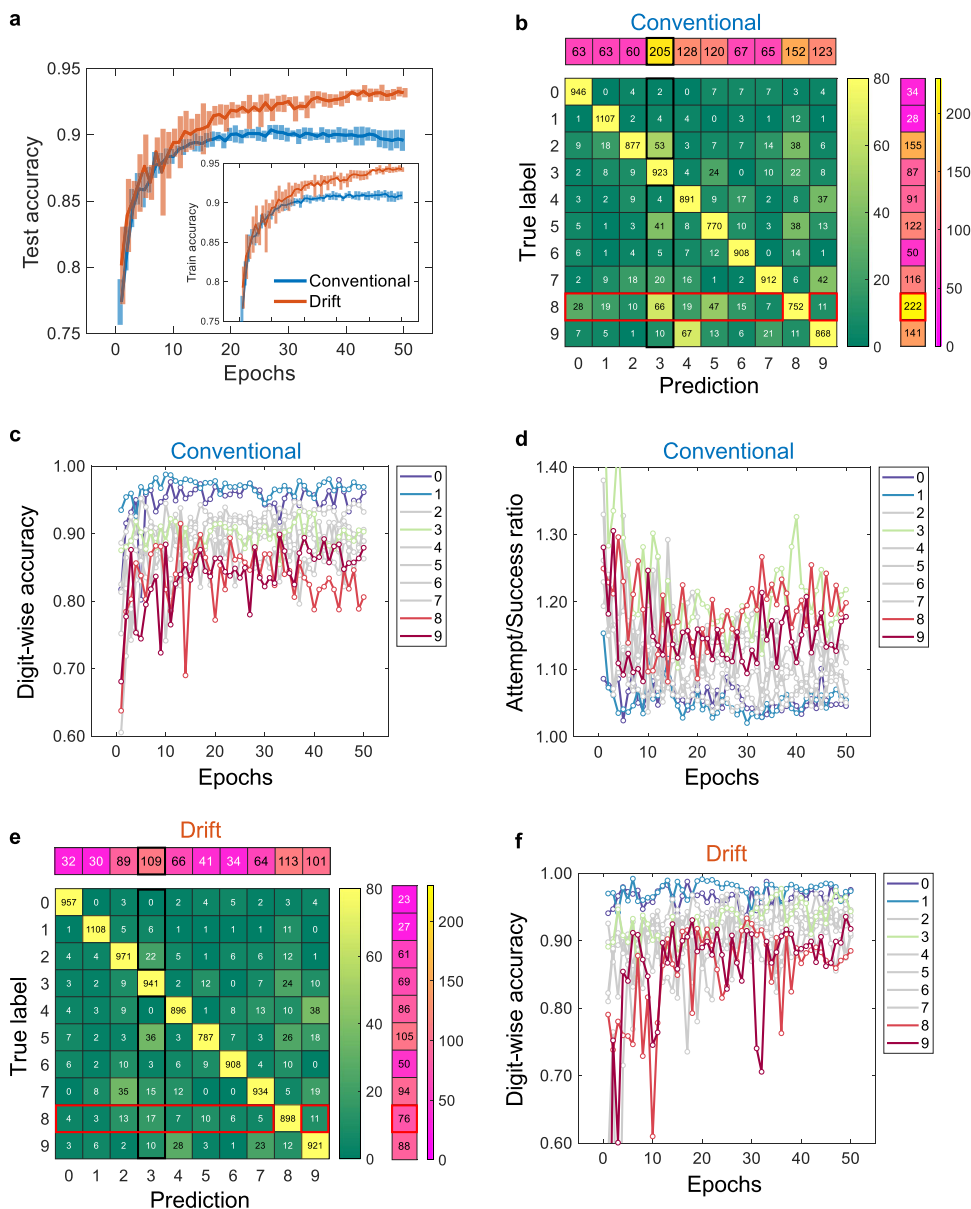 a
0.95
0.9
0.85
0.8
0.75
Test accuracy
0 10 20 30 40 50
Epochs
0.95
0.9
0.85
0.8
0.75
Train accuracy
Conventional
Drift
b
Conventional
63 63 60 205 128 120 67 65 152 123
0 946 0 4 2 0 7 7 7 3 4 34
1 1 1107 2 4 4 0 2 2 12 1 28
2 9 18 877 53 7 3 7 14 38 6 155
3 923 4 24 0 10 22 8 87
4 9 4 891 9 17 2 8 37 91
5 5 1 3 41 8 770 10 3 38 13 122
6 6 4 5 908 0 50
7 2 9 18 20 16 1 912 42 116
8 28 19 10 66 19 47 15 7 752 11 222
9 7 5 1 10 67 13 6 21 11 868 141
0 1 2 3 4 5 6 7 8 9
Prediction
True label
80
60
40
20
0
200
150
100
50
0
c
Conventional
1.00
0.90
0.80
0.70
0.60
Digit-wise accuracy
0 10 20 30 40 50
Epochs
0
1
2
3
4
5
6
7
8
9
d
Conventional
1.40
1.30
1.20
1.10
1.00
Attempt/Success ratio
0 10 20 30 40 50
Epochs
0
1
2
3
4
5
6
7
8
9
e
Drift
32 30 89 109 66 41 34 64 113 101
0 957 0 3 0 2 4 5 2 3 4 23
1 1 1108 5 6 1 1 1 1 11 0 27
2 971 22 5 1 6 6 12 1 61
3 9 941 2 12 0 7 24 10 69
4 4 3 9 0 896 1 8 13 10 38 86
5 36 787 7 26 18 105
6 6 2 10 3 6 9 908 50
7 0 8 35 15 12 0 0 934 5 19 94
8 4 3 13 17 7 10 6 5 898 11 76
9 3 6 2 10 28 3 1 23 12 921 88
0 1 2 3 4 5 6 7 8 9
Prediction
True label
80
60
40
20
0
200
150
100
50
0
f
Drift
1.00
0.90
0.80
0.70
0.60
Digit-wise accuracy
0 10 20 30 40 50
Epochs
0
1
2
3
4
5
6
7
8
9